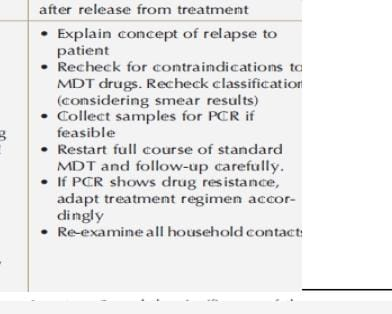 after release from treatment
• Explain concept of relapse to
patient
• Recheck for contraindications to
MDT drugs. Recheck classification
(considering smear results)
• Collect samples for PCR if
feasible
g
• Restart full course of standard
MDT and follow-up carefully.
• If PCR shows drug resistance,
adapt treatment regimen accor-
dingly
• Re-examine all household contacts